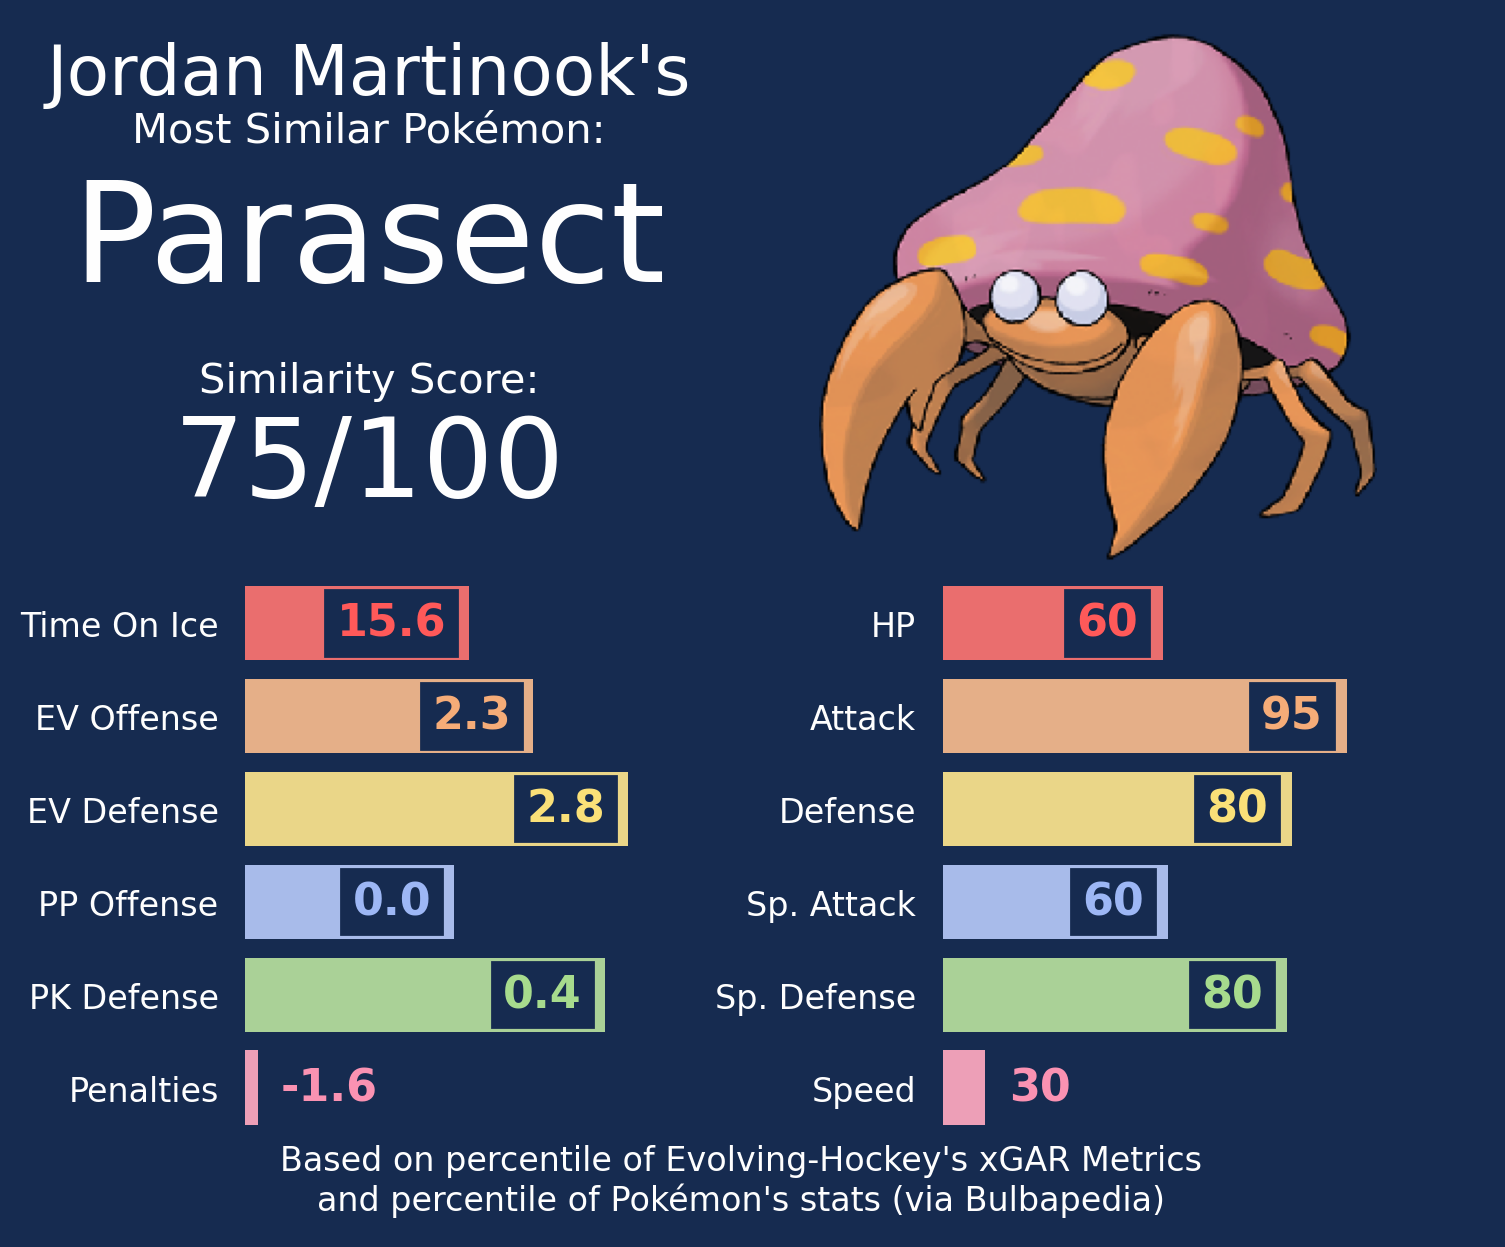 Jordan Martinook's
Most Similar Pokémon:
Parasect
Similarity Score:
75/100
Time On Ice 15.6
EV Offense 2.3
EV Defense 2.8
PP Offense 0.0
PK Defense 0.4
Penalties -1.6
HP 60
Attack 95
Defense 80
Sp. Attack 60
Sp. Defense 80
Speed 30
Based on percentile of Evolving-Hockey's xGAR Metrics
and percentile of Pokémon's stats (via Bulbapedia)